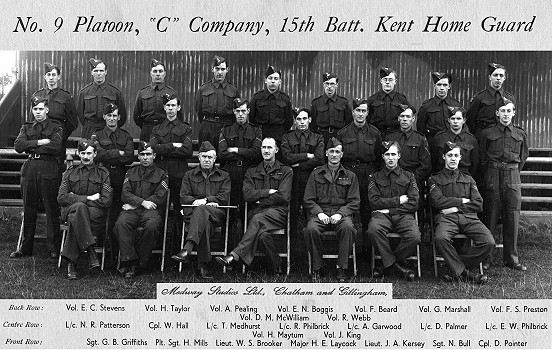 No. 9 Platoon, "C" Company, 15th Batt. Kent Home Guard
Medway Studios Ltd., Chatham and Gillingham,
Back Row: Vol. E. C. Stevens Vol. H. Taylor Vol. A. Pealing Vol. E. N. Boggis Vol. F. Beard Vol. G. Marshall Vol. F. S. Preston
Vol. D. M. McWilliam Vol. R. Webb
Centre Row: L/c. N. R. Patterson Cpl. W. Hall L/c. T. Medhurst L/c. R. Philbrick L/c. A. Garwood L/c. D. Palmer L/c. E. W. Philbrick
Vol. H. Maytum Vol. J. King
Front Row: Sgt. G. B. Griffiths Plt. Sgt. H. Mills Lieut. W. S. Brooker Major H. E. Laycock Lieut. J. A. Kersey Sgt. N. Bull Cpl. D. Pointer